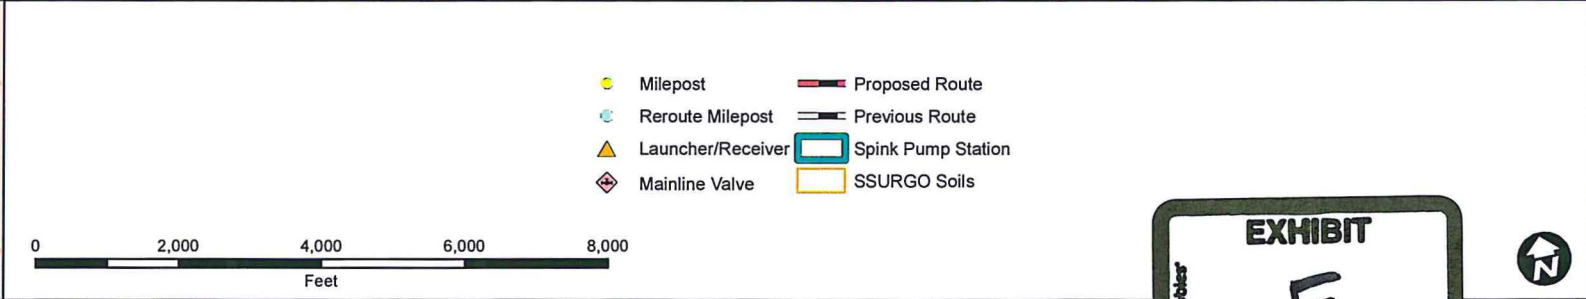 Milepost
Proposed Route
Reroute Milepost
Previous Route
Launcher/Receiver
Spink Pump Station
Mainline Valve
SSURGO Soils
0 2,000 4,000 6,000 8,000
Feet
EXHIBIT
N